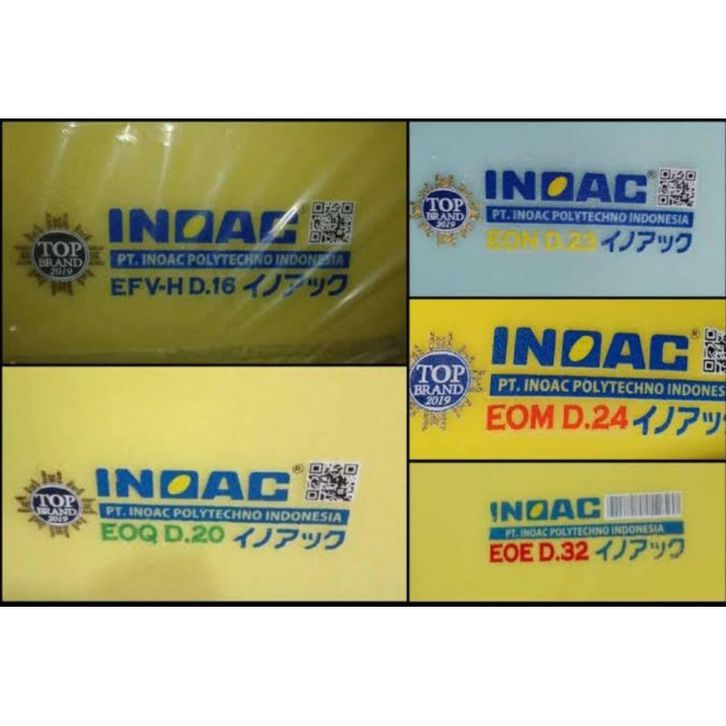 TOP
BRAND
2019
INOAC®
PT. INOAC POLYTECHNO INDONESIA
EFV-H D.16 イノアック
TOP
BRAND
2019
INOAC®
PT. INOAC POLYTECHNO INDONESIA
EOQ D.20 イノアック
TOP
BRAND
2019
INOAC®
PT. INOAC POLYTECHNO INDONESIA
EON D.23 イノアック
TOP
BRAND
2019
INOAC®
PT. INOAC POLYTECHNO INDONES
EOM D.24 イノアッ
INOAC
PT. INOAC POLYTECHNO INDONESIA
EOE D.32 イノアック